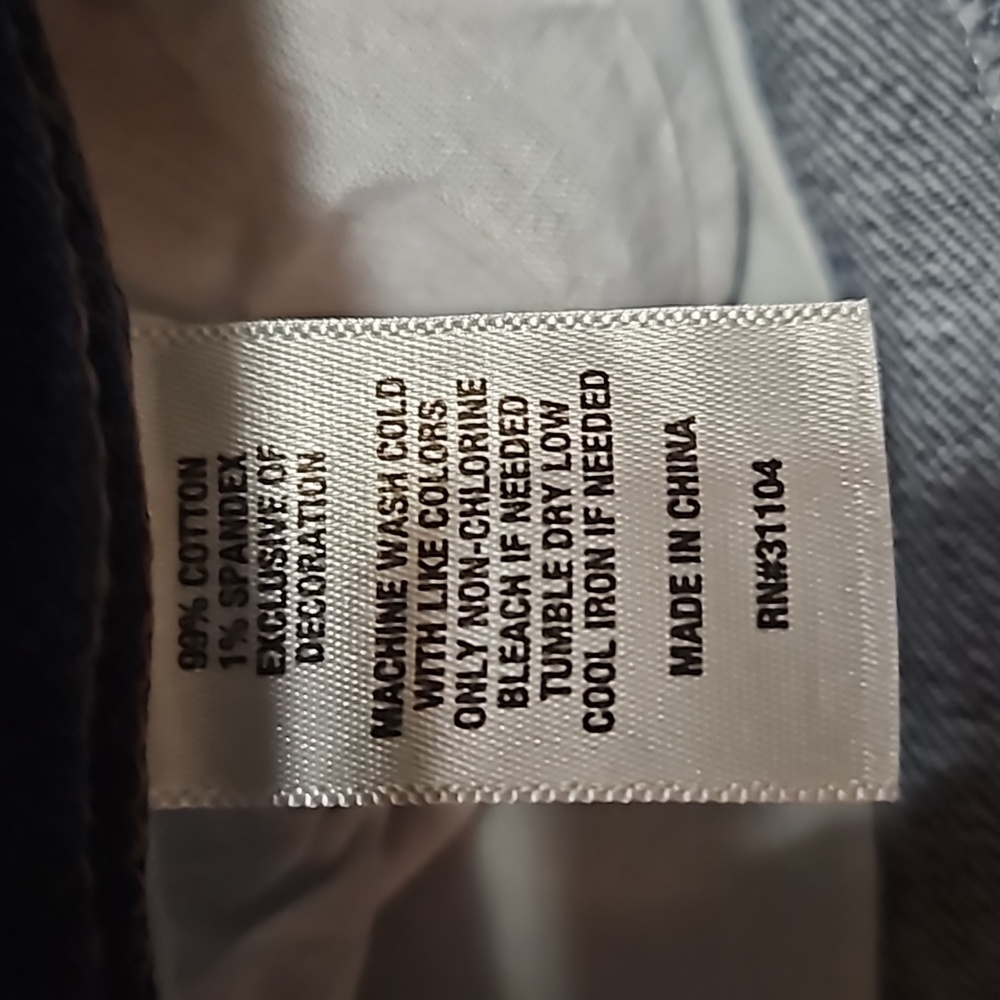 99% COTTON
1% SPANDEX
EXCLUSIVE OF
DECORATION
MACHINE WASH COLD
WITH LIKE COLORS
ONLY NON-CHLORINE
BLEACH IF NEEDED
TUMBLE DRY LOW
COOL IRON IF NEEDED
MADE IN CHINA
RN#31104